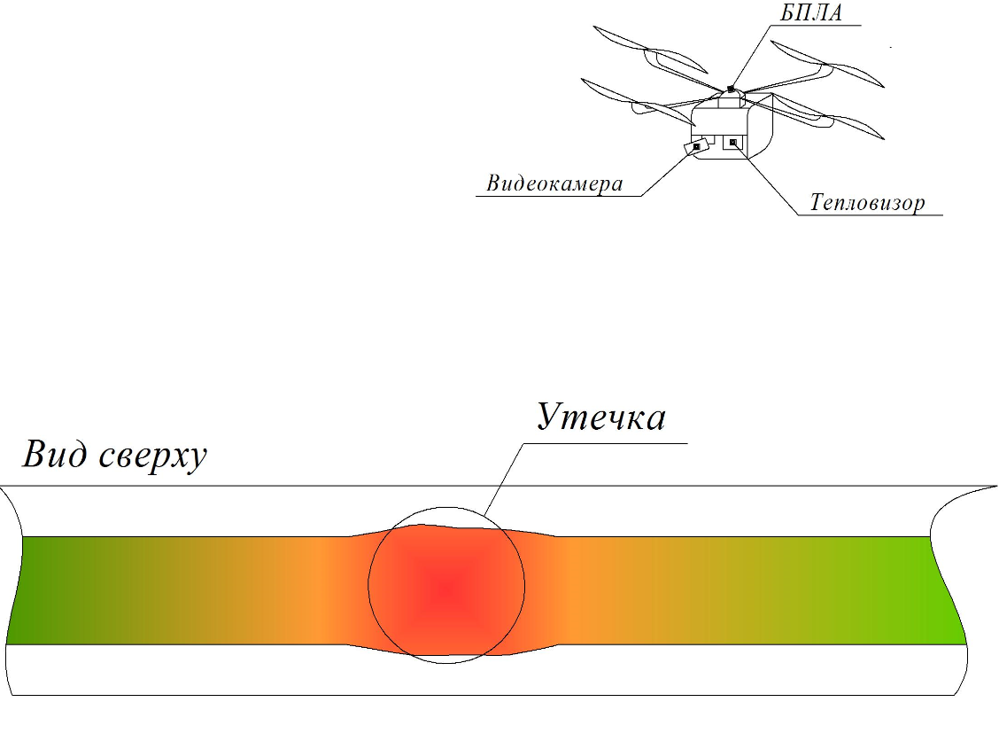 БПЛА
Видеокамера
Тепловизор
Утечка
Вид сверху